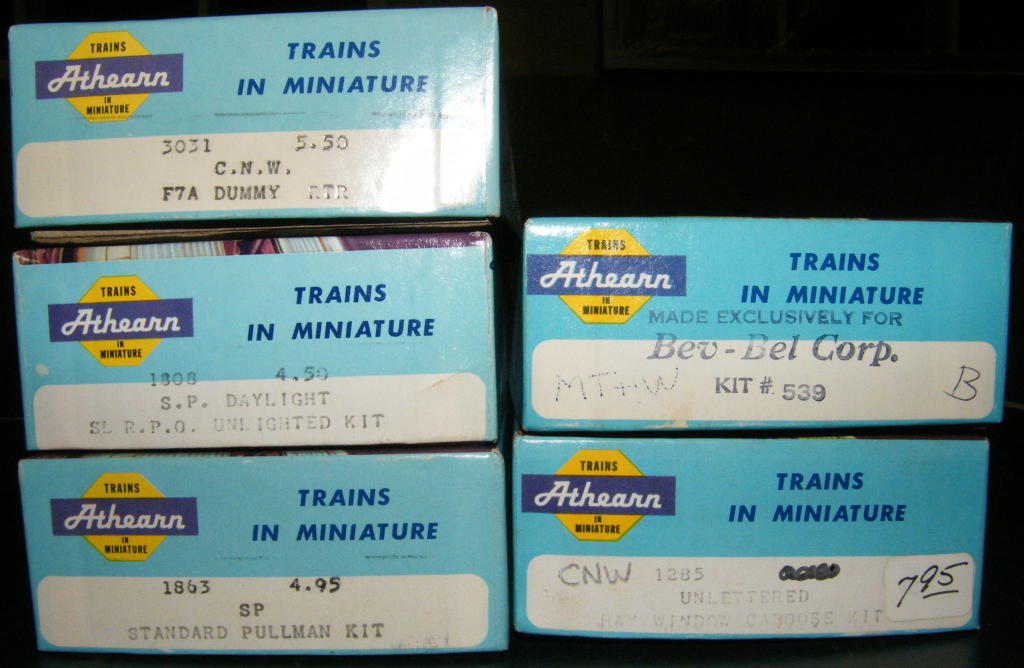 TRAINS
Athearn
IN
MINIATURE
TRAINS
IN MINIATURE
3031 5.50
C.N.W.
F7A DUMMY RTR
TRAINS
Athearn
IN
MINIATURE
TRAINS
IN MINIATURE
1808 4.50
S.P. DAYLIGHT
SL R.P.O. UNLIGHTED KIT
TRAINS
Athearn
IN
MINIATURE
TRAINS
IN MINIATURE
1863 4.95
SP
STANDARD PULLMAN KIT
TRAINS
Athearn
IN
MINIATURE
TRAINS
IN MINIATURE
MADE EXCLUSIVELY FOR
Bev-Bel Corp.
MT+W KIT # 539 B
TRAINS
Athearn
IN
MINIATURE
TRAINS
IN MINIATURE
CNW 1285
7.95
UNLETTERED
BAY WINDOW CABOOSE KIT